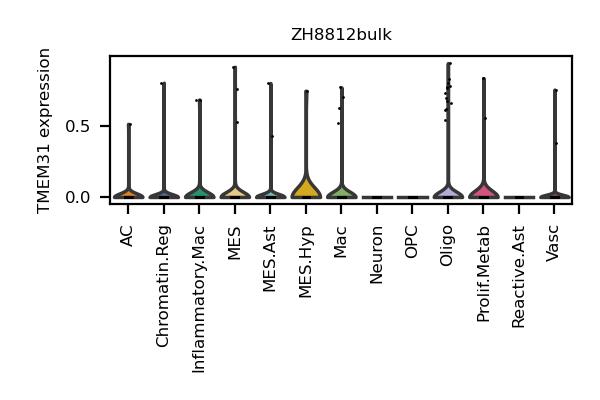 ZH8812bulk
TMEM31 expression
0.5
0.0
AC
Chromatin.Reg
Inflammatory.Mac
MES
MES.Ast
MES.Hyp
Mac
Neuron
OPC
Oligo
Prolif.Metab
Reactive.Ast
Vasc